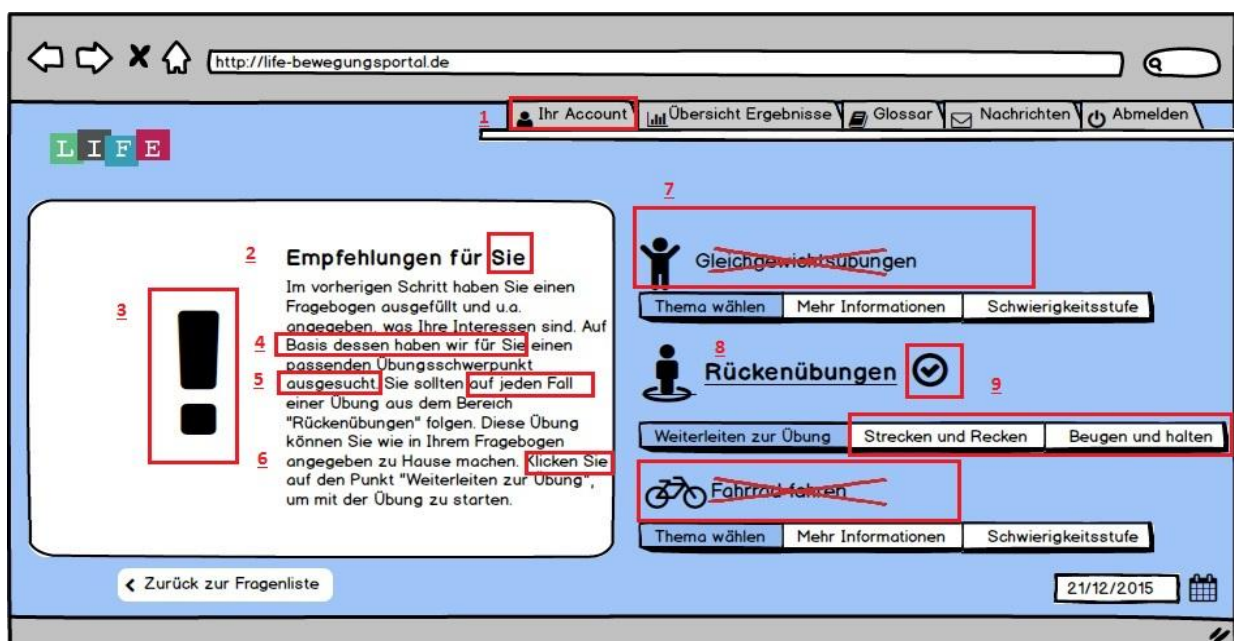 http://life-bewegungsportal.de
1 Ihr Account Übersicht Ergebnisse Glossar Nachrichten Abmelden
LIFE
2 Empfehlungen für Sie
Im vorherigen Schritt haben Sie einen
Fragebogen ausgefüllt und u.a.
3 angegeben, was Ihre Interessen sind. Auf
4 Basis dessen haben wir für Sie einen
passenden Übungsschwerpunkt
5 ausgesucht. Sie sollten auf jeden Fall
einer Übung aus dem Bereich
"Rückenübungen" folgen. Diese Übung
können Sie wie in Ihrem Fragebogen
6 angegeben zu Hause machen. Klicken Sie
auf den Punkt "Weiterleiten zur Übung",
um mit der Übung zu starten.
Zurück zur Fragenliste
7
Gleichgewichtsübungen
Thema wählen Mehr Informationen Schwierigkeitsstufe
8
Rückenübungen
9
Weiterleiten zur Übung Strecken und Recken Beugen und halten
Fahrrad fahren
Thema wählen Mehr Informationen Schwierigkeitsstufe
21/12/2015